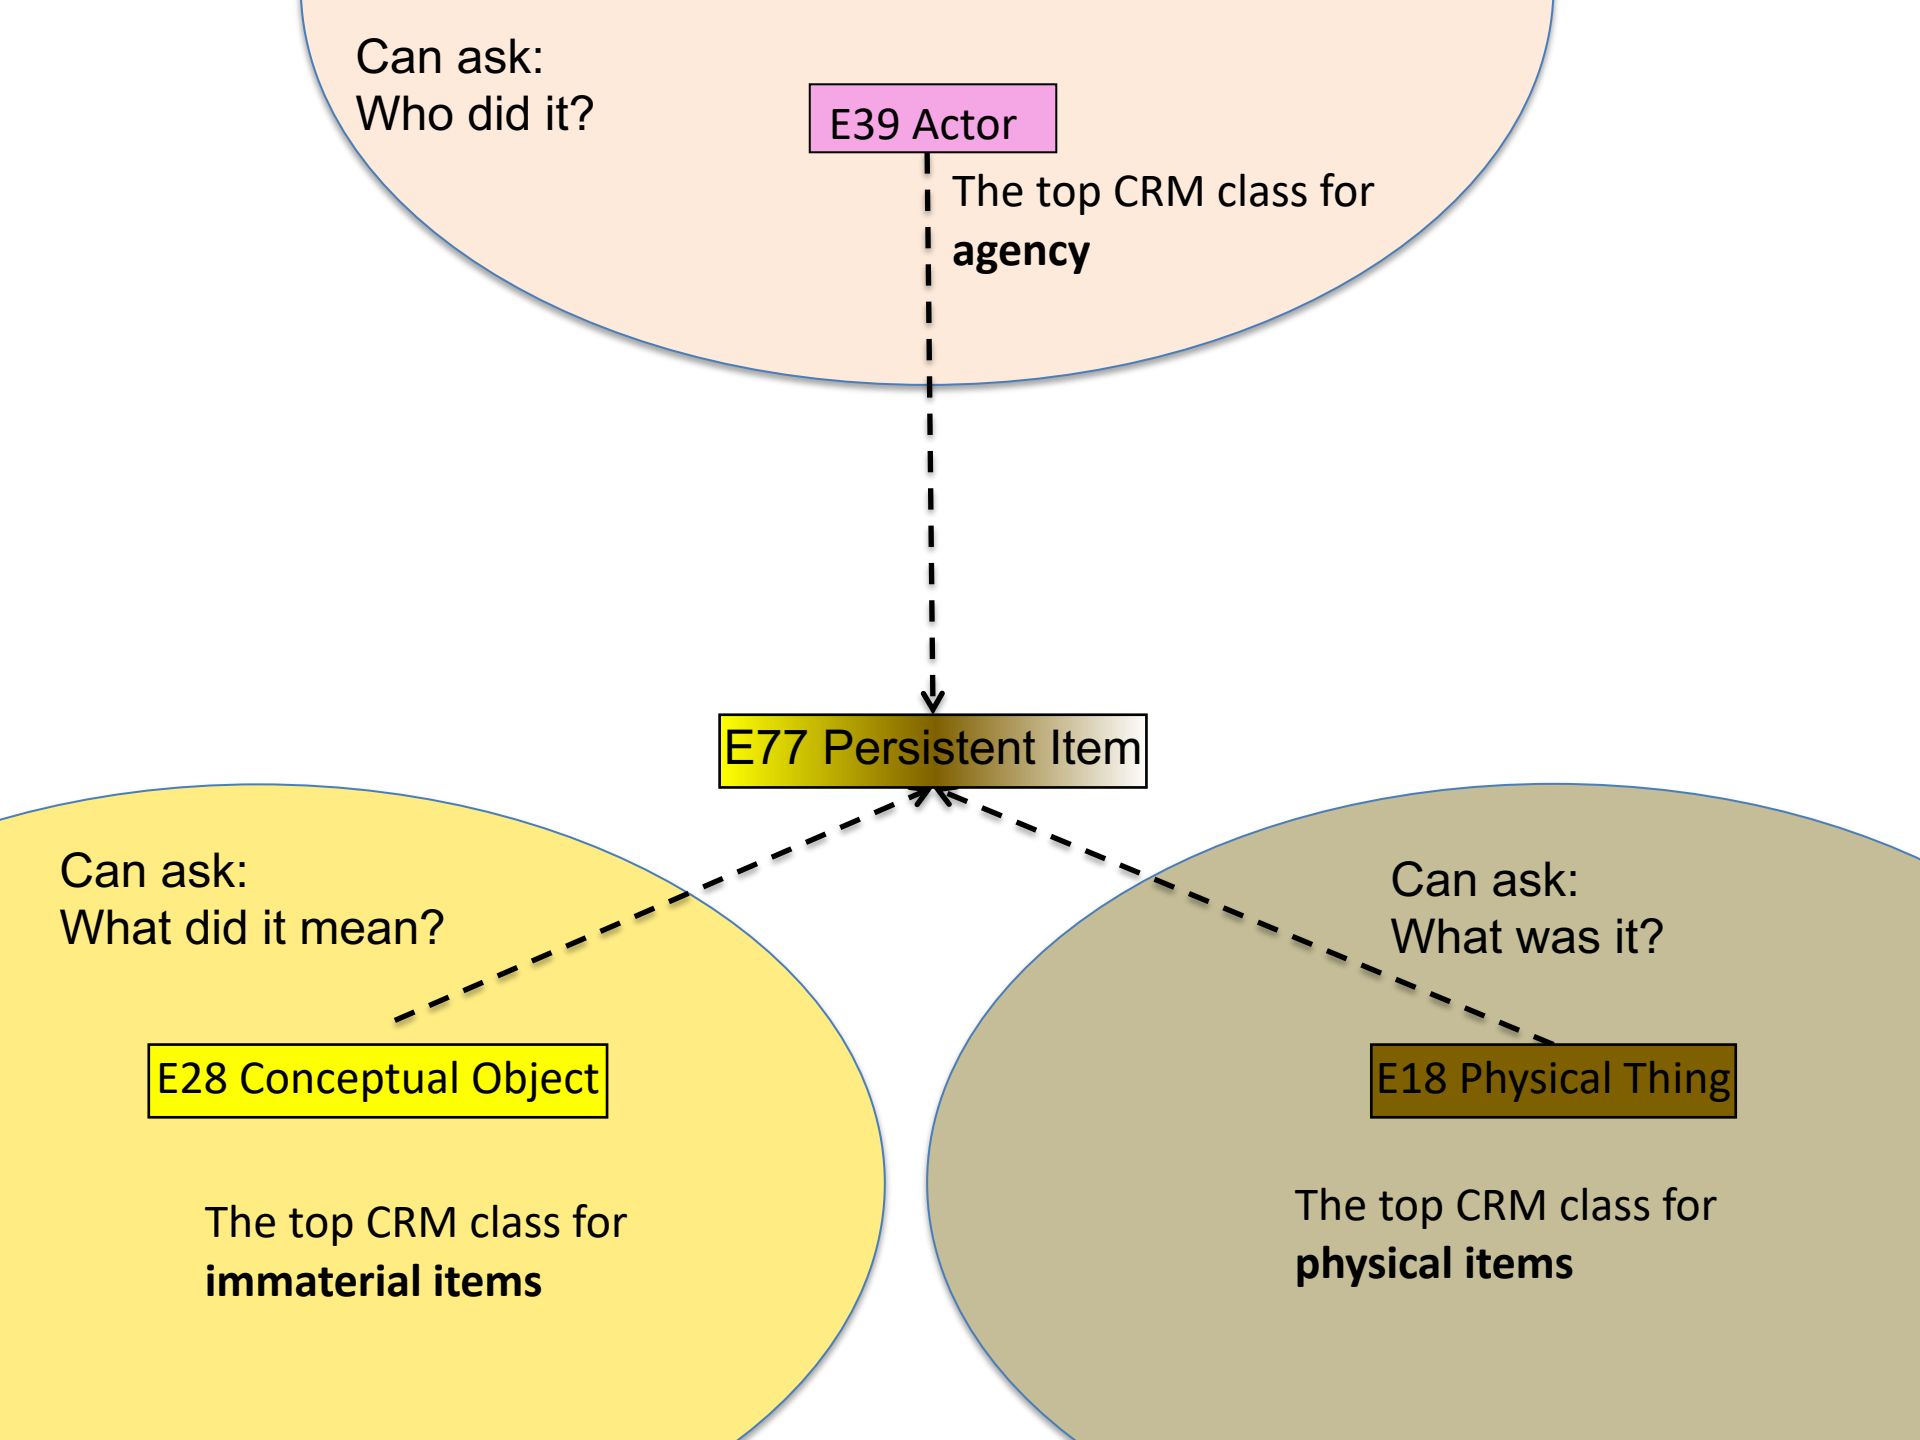 Can ask:
Who did it?
E39 Actor
The top CRM class for
agency
E77 Persistent Item
Can ask:
What did it mean?
E28 Conceptual Object
The top CRM class for
immaterial items
Can ask:
What was it?
E18 Physical Thing
The top CRM class for
physical items